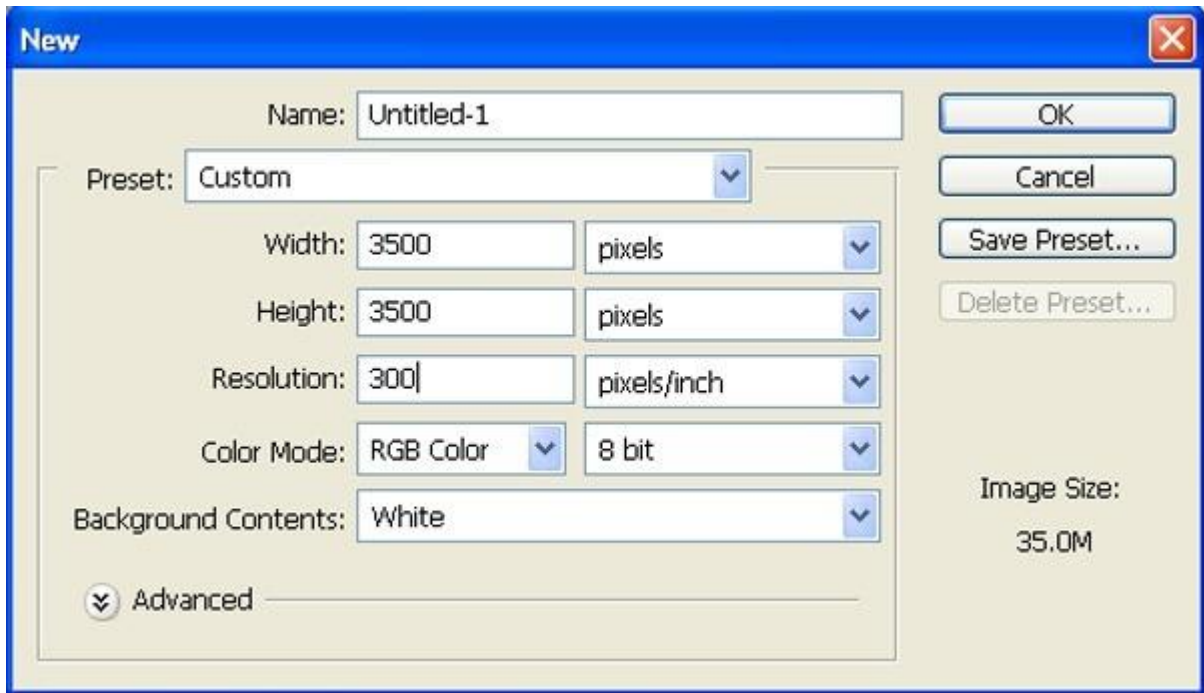 New
Name: Untitled-1
OK
Preset: Custom
Cancel
Width: 3500 pixels
Save Preset...
Height: 3500 pixels
Delete Preset...
Resolution: 300 pixels/inch
Color Mode: RGB Color 8 bit
Image Size:
Background Contents: White
35.0M
Advanced